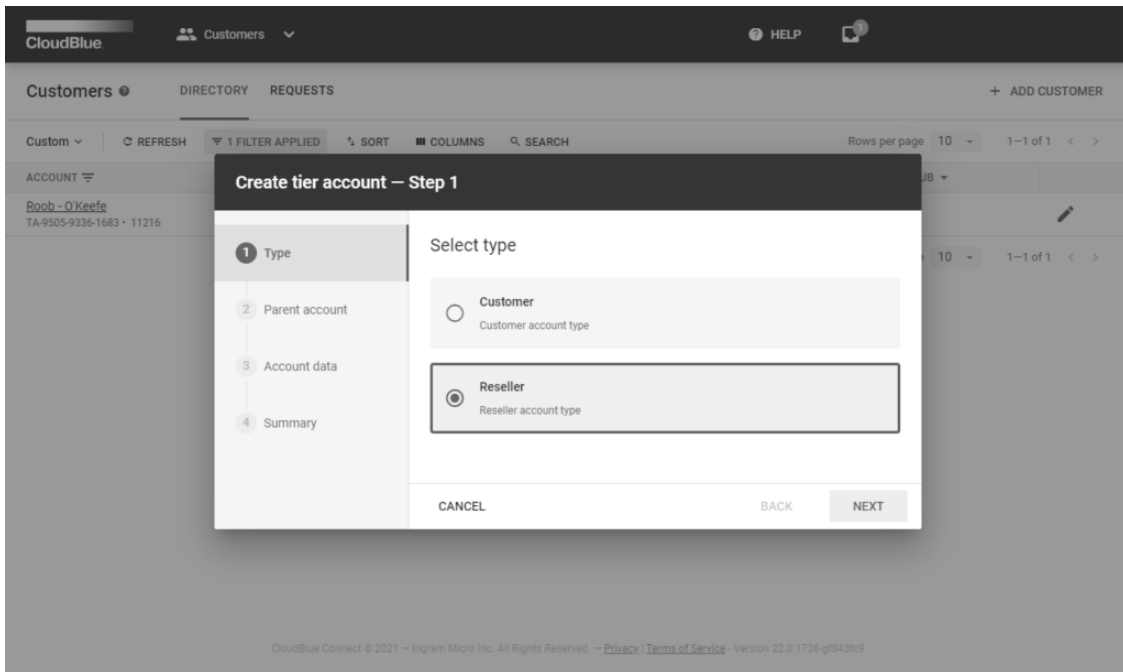 CloudBlue
Customers
HELP
1
Customers
DIRECTORY
REQUESTS
+ ADD CUSTOMER
Custom
REFRESH
1 FILTER APPLIED
SORT
COLUMNS
SEARCH
Rows per page 10
1–1 of 1
ACCOUNT
UB
Roob - O'Keefe
TA-9505-9336-1683 • 11216
10
1–1 of 1
Create tier account — Step 1
1 Type
2 Parent account
3 Account data
4 Summary
Select type
Customer
Customer account type
Reseller
Reseller account type
CANCEL
BACK
NEXT
CloudBlue Connect © 2021 — Ingram Micro Inc. All Rights Reserved. — Privacy | Terms of Service - Version 22.0.1738-gf843fc9